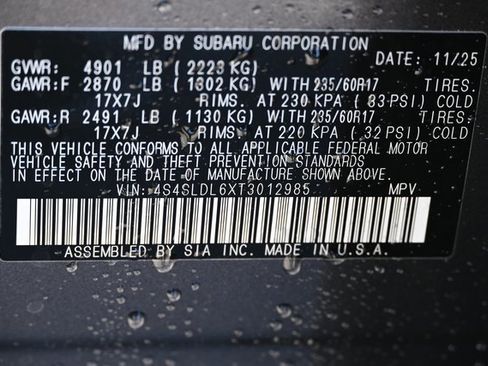 MFD BY SUBARU CORPORATION
GVWR: 4901 LB ( 2223 KG) DATE: 11/25
GAWR:F 2870 LB ( 1302 KG) WITH 235/60R17 TIRES.
17X7J RIMS. AT 230 KPA ( 33 PSI) COLD
GAWR:R 2491 LB ( 1130 KG) WITH 235/60R17 TIRES.
17X7J RIMS. AT 220 KPA ( 32 PSI) COLD
THIS VEHICLE CONFORMS TO ALL APPLICABLE FEDERAL MOTOR
VEHICLE SAFETY AND THEFT PREVENTION STANDARDS
IN EFFECT ON THE DATE OF MANUFACTURE SHOWN ABOVE.
VIN: 4S4SLDL6XT3012985 MPV
ASSEMBLED BY SIA INC. MADE IN U.S.A.